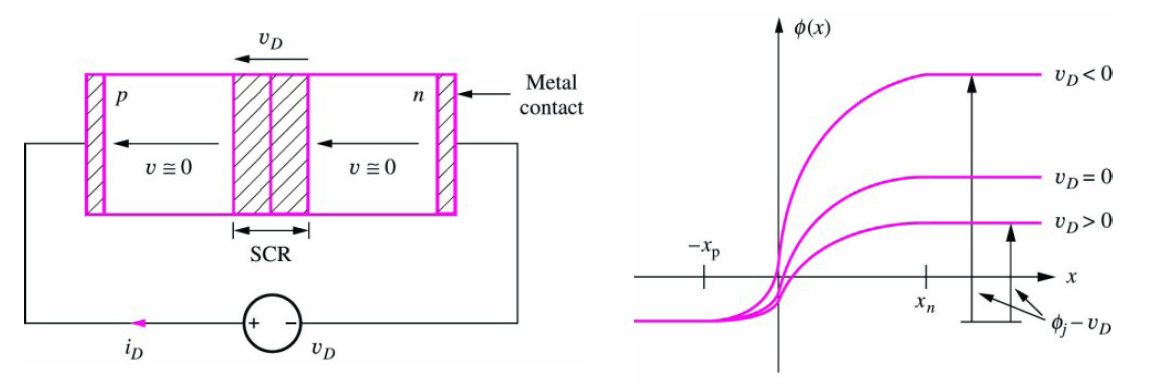 v_D
p
n
Metal
contact
v ≅ 0
v ≅ 0
SCR
+
−
i_D
v_D
ϕ(x)
v_D < 0
v_D = 0
v_D > 0
−x_p
x
x_n
ϕ_j − v_D